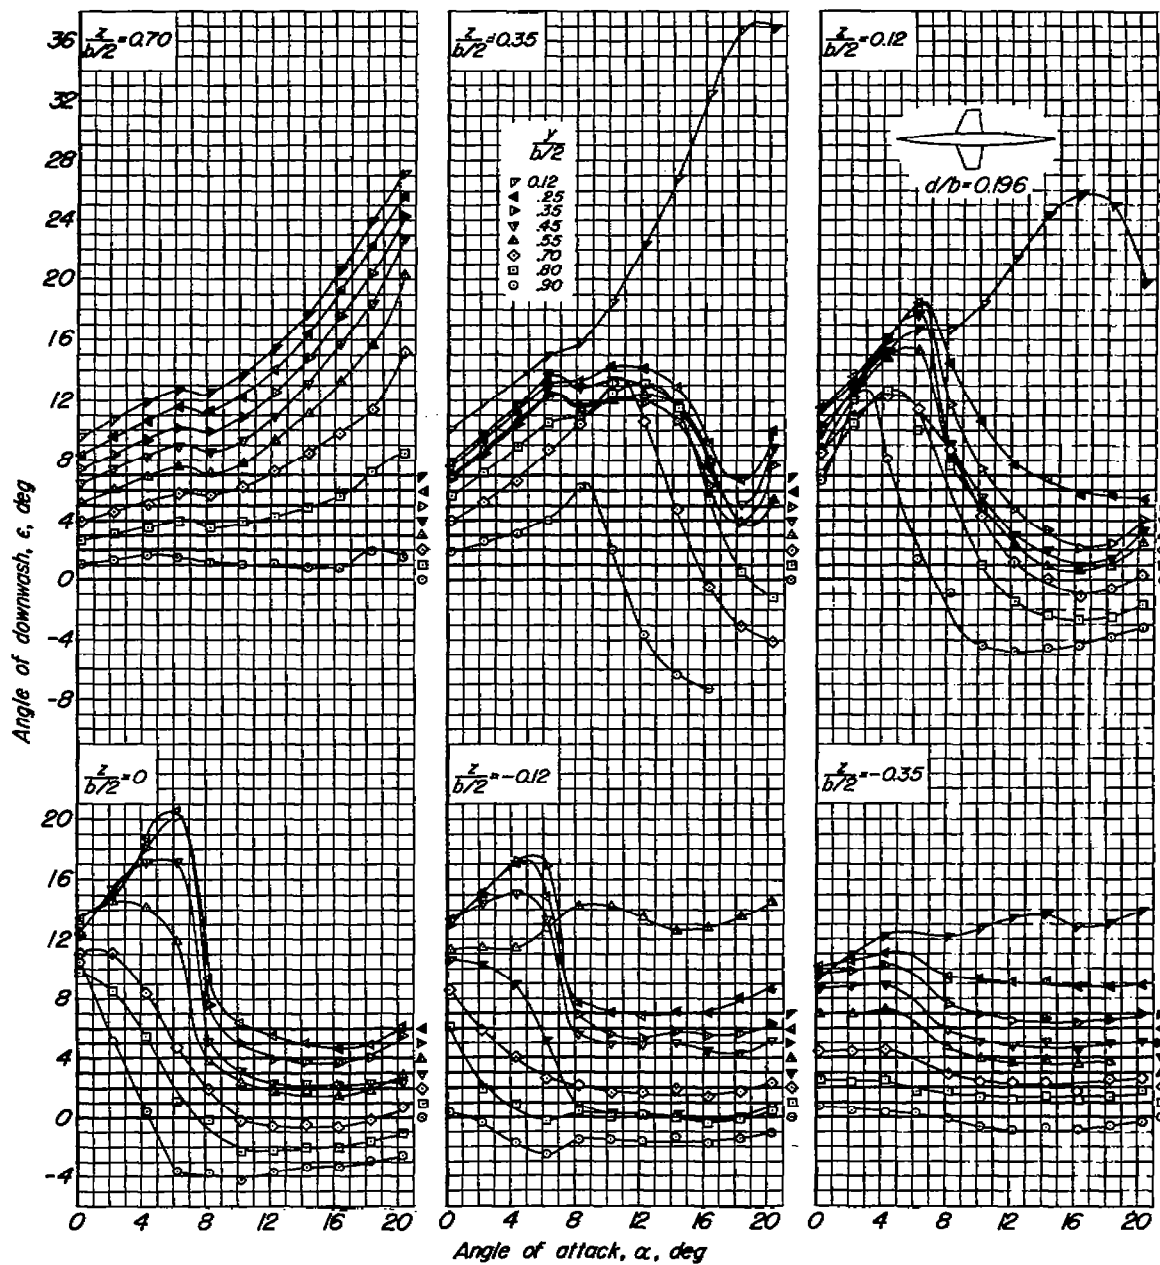 z/b/2 = 0.70
z/b/2 = 0.35
z/b/2 = 0.12
36
32
28
24
20
16
12
8
4
0
-4
-8
y
b/2
0.12
.25
.35
.45
.55
.70
.80
.90
d/b = 0.196
Angle of downwash, ε, deg
z/b/2 = 0
z/b/2 = -0.12
z/b/2 = -0.35
20
16
12
8
4
0
-4
0 4 8 12 16 20
0 4 8 12 16 20
0 4 8 12 16 20
Angle of attack, α, deg